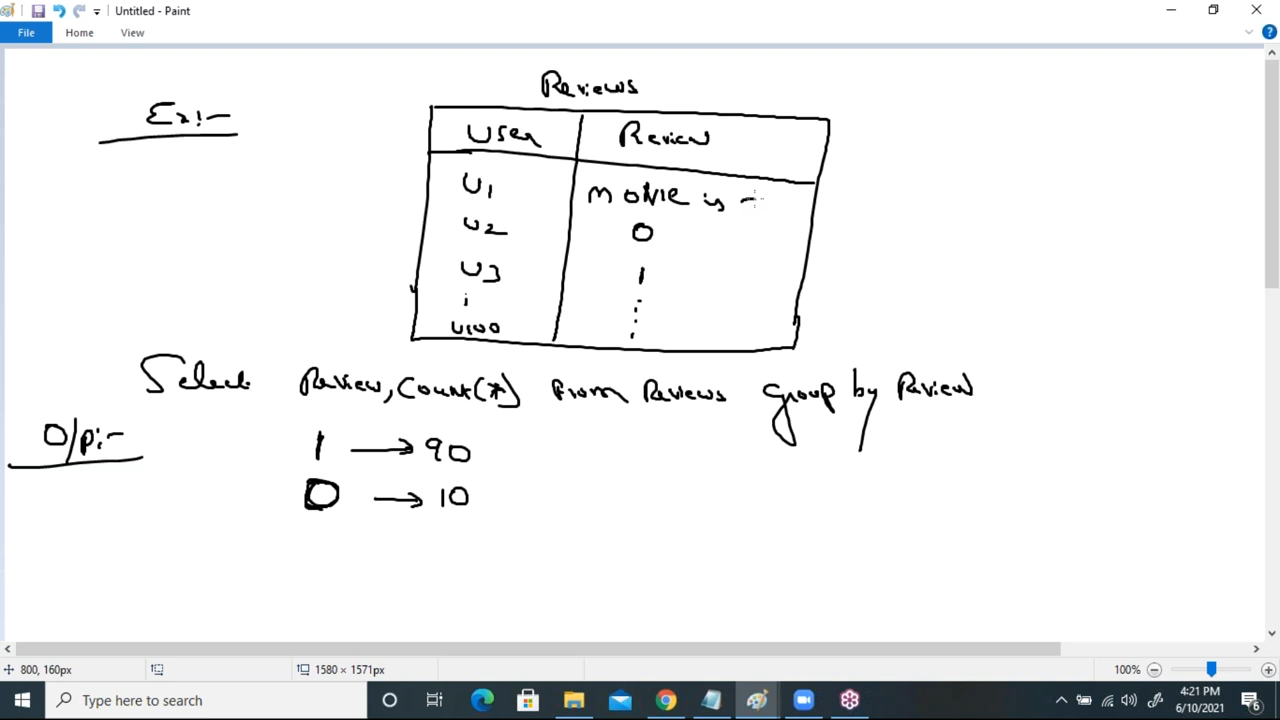 Untitled - Paint
File Home View
Reviews
Ex:-
User Review
U1 Movie is -
U2 0
U3 1
U100
Select Review, Count(*) From Reviews group by Review
O/p:-
1 → 90
0 → 10
800, 160px 1580 × 1571px 100%
Type here to search
4:21 PM
6/10/2021
6